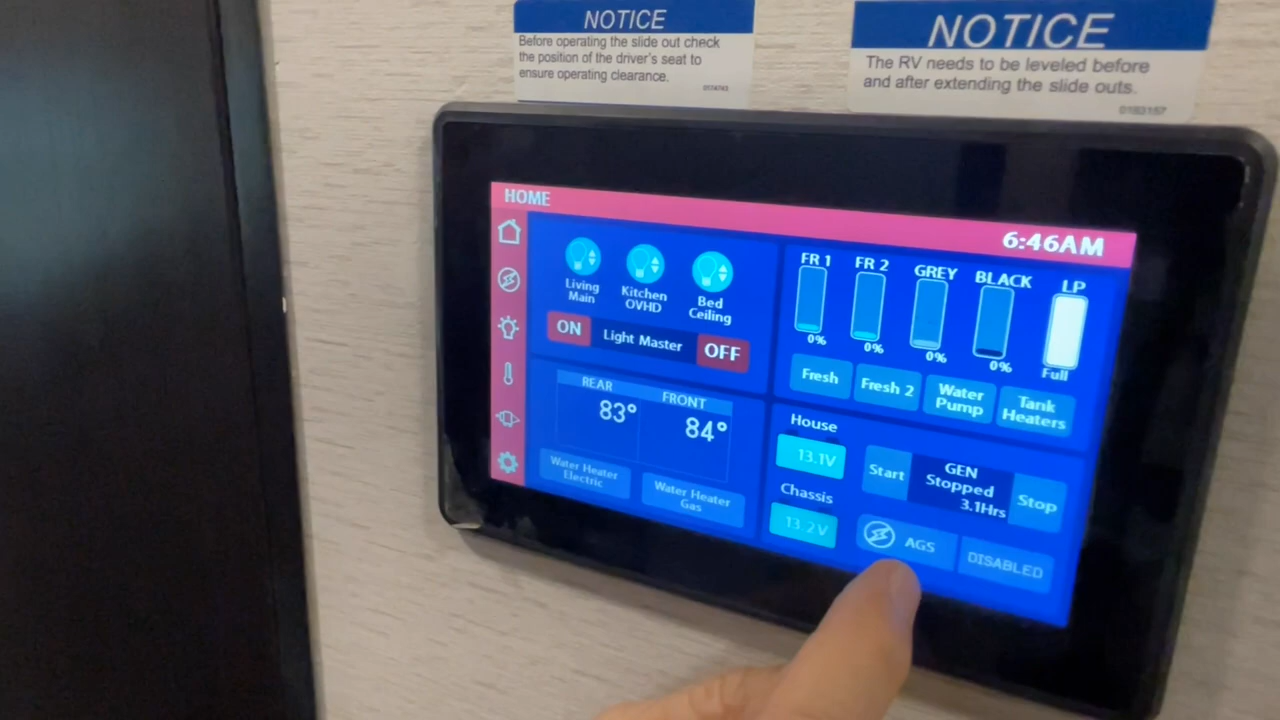 NOTICE
Before operating the slide out check
the position of the driver's seat to
ensure operating clearance.
0174743
NOTICE
The RV needs to be leveled before
and after extending the slide outs.
0193197
HOME
6:46AM
Living
Main
Kitchen
OVHD
Bed
Ceiling
ON
Light Master
OFF
FR 1
FR 2
GREY
BLACK
LP
0%
0%
0%
0%
Full
Fresh
Fresh 2
Water
Pump
Tank
Heaters
REAR
FRONT
83°
84°
Water Heater
Electric
Water Heater
Gas
House
13.1V
Chassis
13.2V
Start
GEN
Stopped
3.1Hrs
Stop
AGS
DISABLED